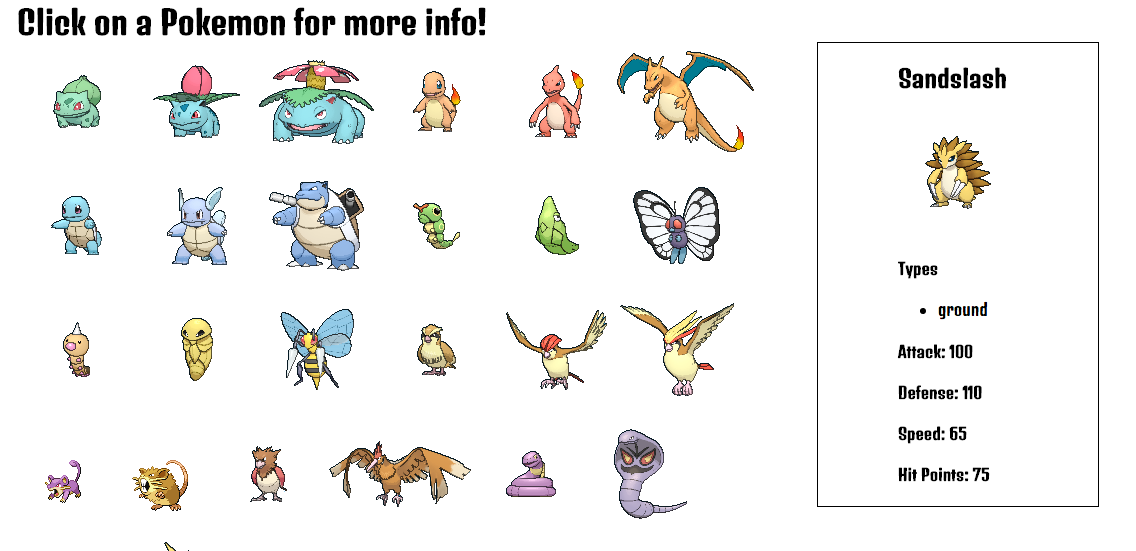 Click on a Pokemon for more info!
Sandslash
Types
• ground
Attack: 100
Defense: 110
Speed: 65
Hit Points: 75